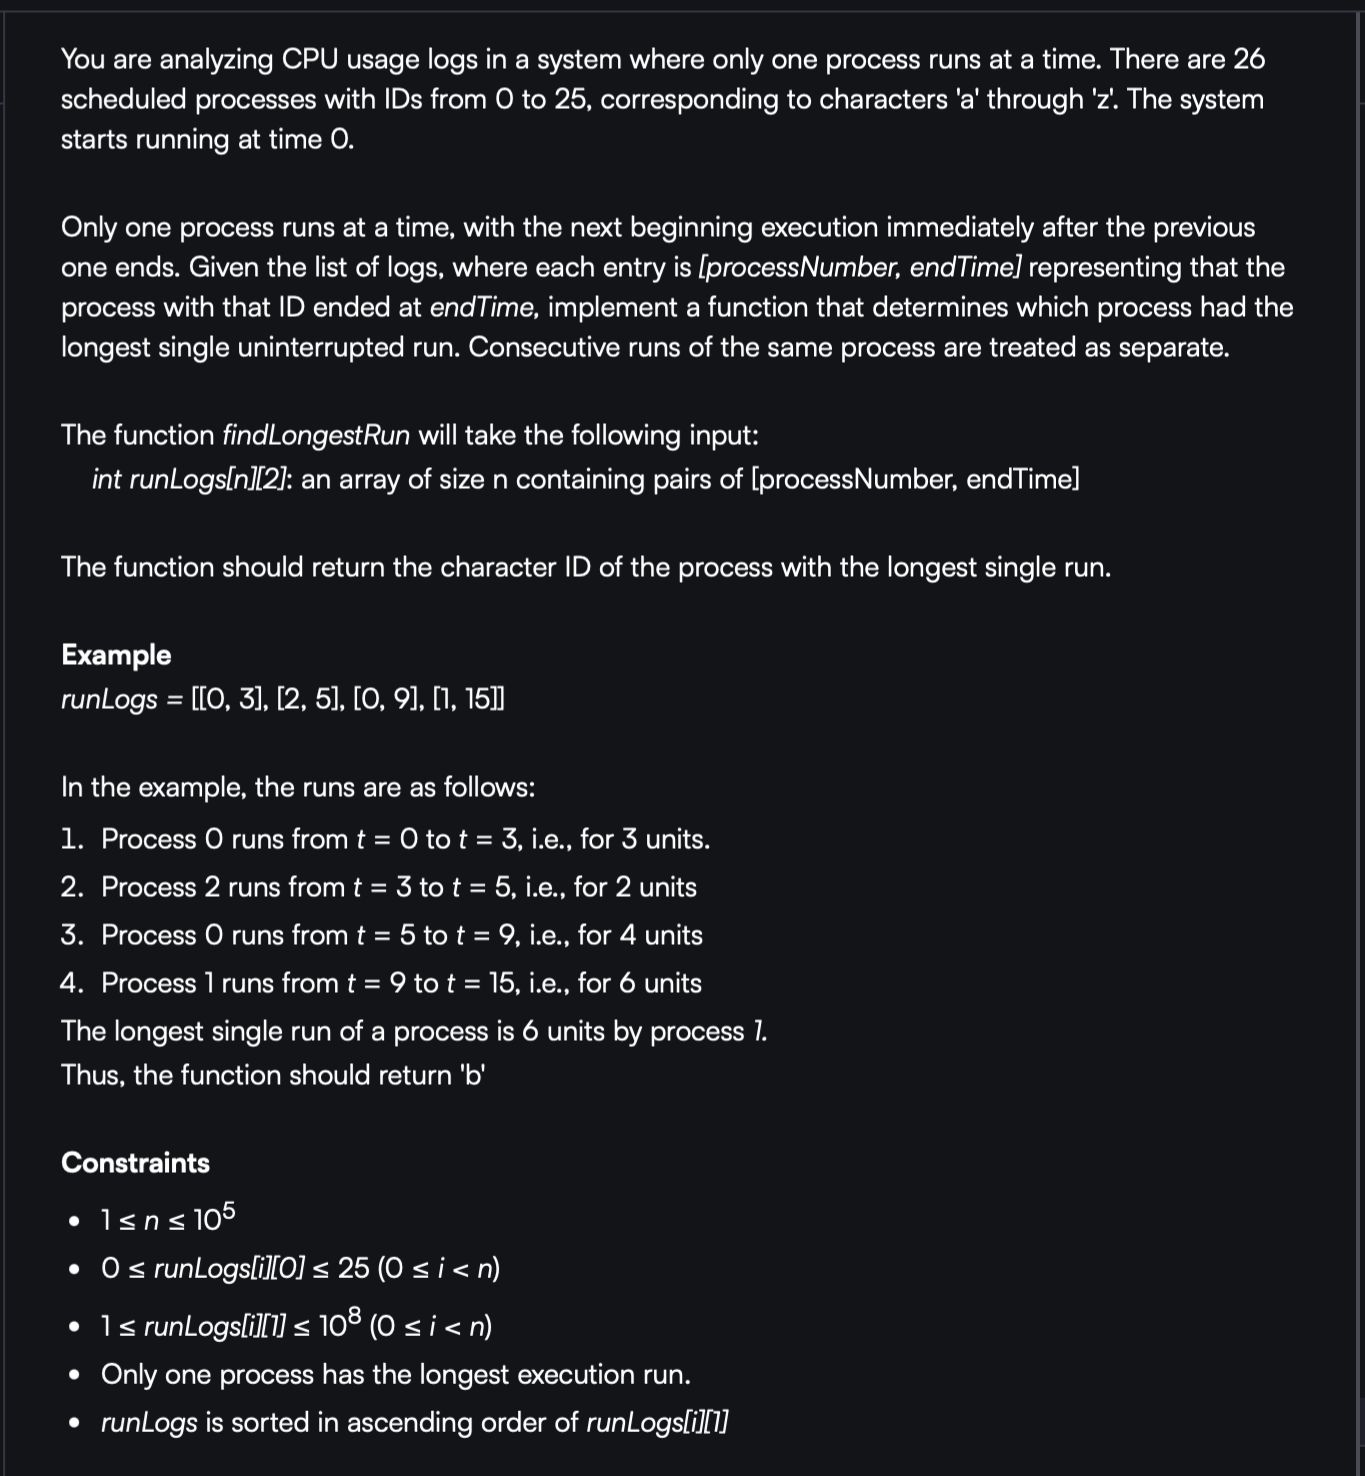 You are analyzing CPU usage logs in a system where only one process runs at a time. There are 26
scheduled processes with IDs from 0 to 25, corresponding to characters 'a' through 'z'. The system
starts running at time 0.
Only one process runs at a time, with the next beginning execution immediately after the previous
one ends. Given the list of logs, where each entry is [processNumber, endTime] representing that the
process with that ID ended at endTime, implement a function that determines which process had the
longest single uninterrupted run. Consecutive runs of the same process are treated as separate.
The function findLongestRun will take the following input:
int runLogs[n][2]: an array of size n containing pairs of [processNumber, endTime]
The function should return the character ID of the process with the longest single run.
Example
runLogs = [[0, 3], [2, 5], [0, 9], [1, 15]]
In the example, the runs are as follows:
1. Process 0 runs from t = 0 to t = 3, i.e., for 3 units.
2. Process 2 runs from t = 3 to t = 5, i.e., for 2 units
3. Process 0 runs from t = 5 to t = 9, i.e., for 4 units
4. Process 1 runs from t = 9 to t = 15, i.e., for 6 units
The longest single run of a process is 6 units by process 1.
Thus, the function should return 'b'
Constraints
• 1 ≤ n ≤ 10⁵
• 0 ≤ runLogs[i][0] ≤ 25 (0 ≤ i < n)
• 1 ≤ runLogs[i][1] ≤ 10⁸ (0 ≤ i < n)
• Only one process has the longest execution run.
• runLogs is sorted in ascending order of runLogs[i][1]